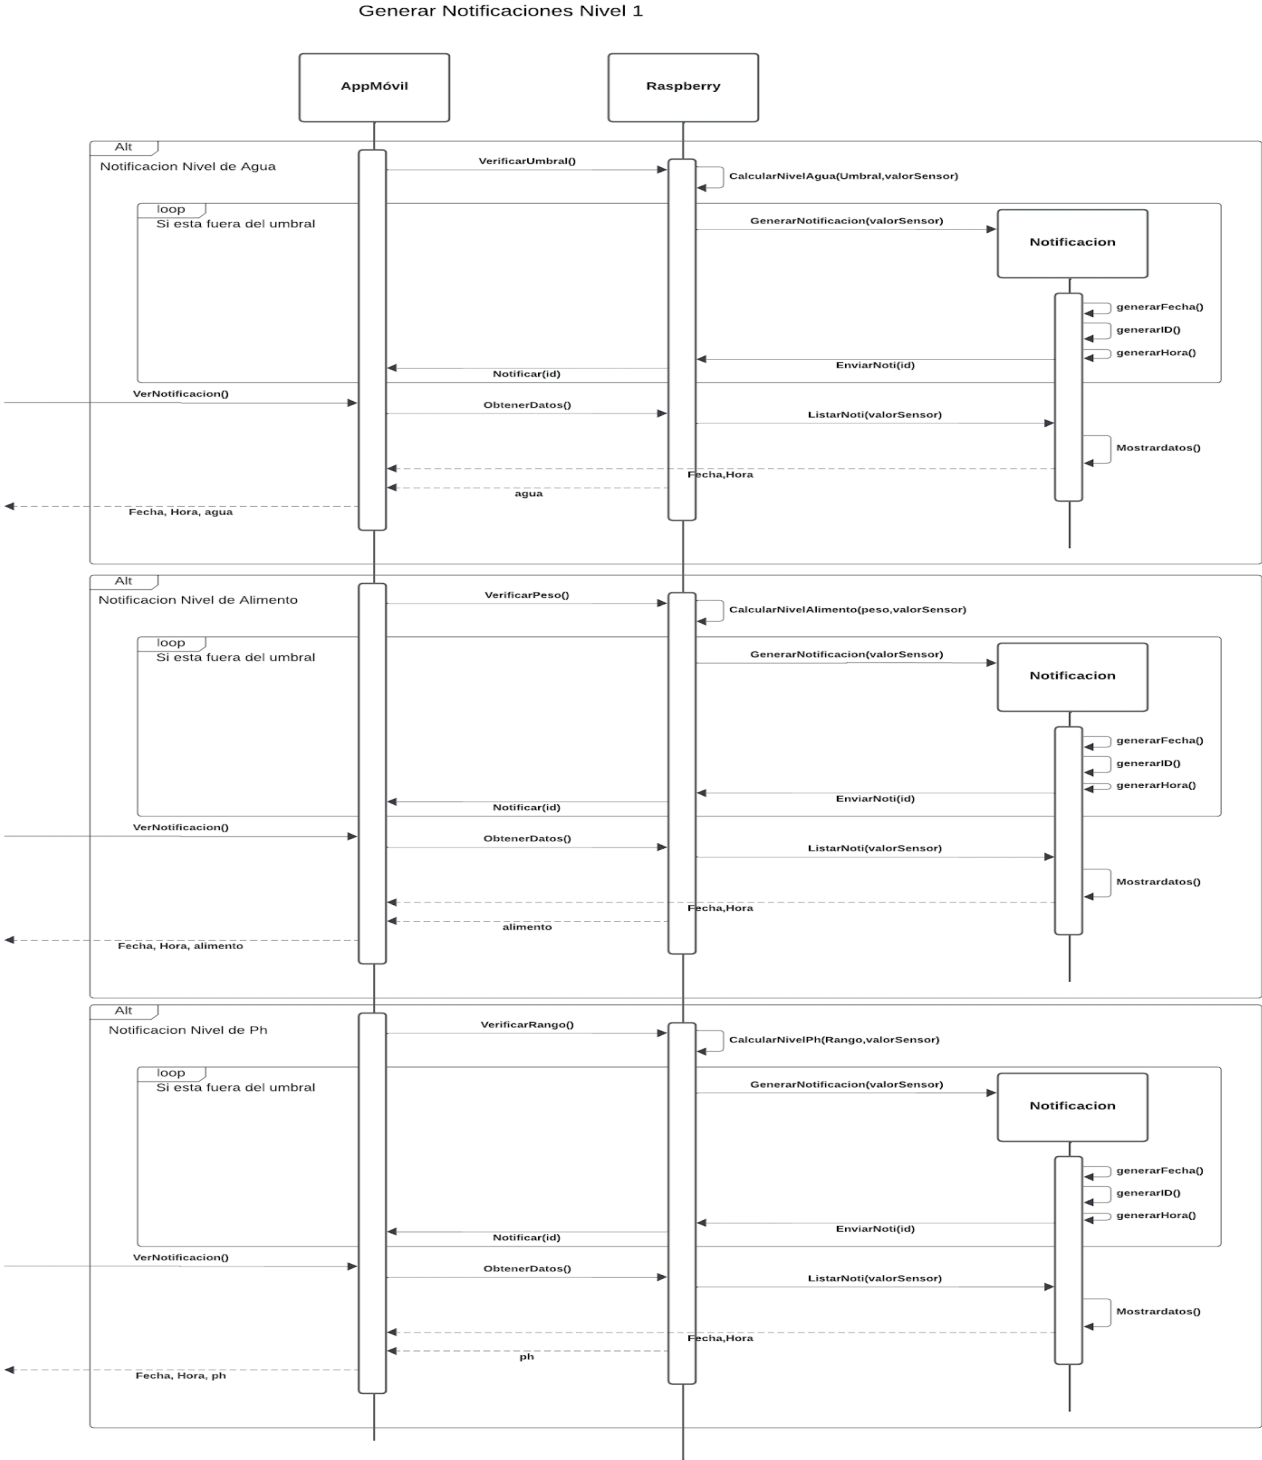 Generar Notificaciones Nivel 1
AppMóvil
Raspberry
Alt
Notificacion Nivel de Agua
VerificarUmbral()
CalcularNivelAgua(Umbral,valorSensor)
loop
Si esta fuera del umbral
GenerarNotificacion(valorSensor)
Notificacion
generarFecha()
generarID()
generarHora()
EnviarNoti(id)
Notificar(id)
VerNotificacion()
ObtenerDatos()
ListarNoti(valorSensor)
Mostrardatos()
Fecha,Hora
agua
Fecha, Hora, agua
Alt
Notificacion Nivel de Alimento
VerificarPeso()
CalcularNivelAlimento(peso,valorSensor)
loop
Si esta fuera del umbral
GenerarNotificacion(valorSensor)
Notificacion
generarFecha()
generarID()
generarHora()
EnviarNoti(id)
Notificar(id)
VerNotificacion()
ObtenerDatos()
ListarNoti(valorSensor)
Mostrardatos()
Fecha,Hora
alimento
Fecha, Hora, alimento
Alt
Notificacion Nivel de Ph
VerificarRango()
CalcularNivelPh(Rango,valorSensor)
loop
Si esta fuera del umbral
GenerarNotificacion(valorSensor)
Notificacion
generarFecha()
generarID()
generarHora()
EnviarNoti(id)
Notificar(id)
VerNotificacion()
ObtenerDatos()
ListarNoti(valorSensor)
Mostrardatos()
Fecha,Hora
ph
Fecha, Hora, ph